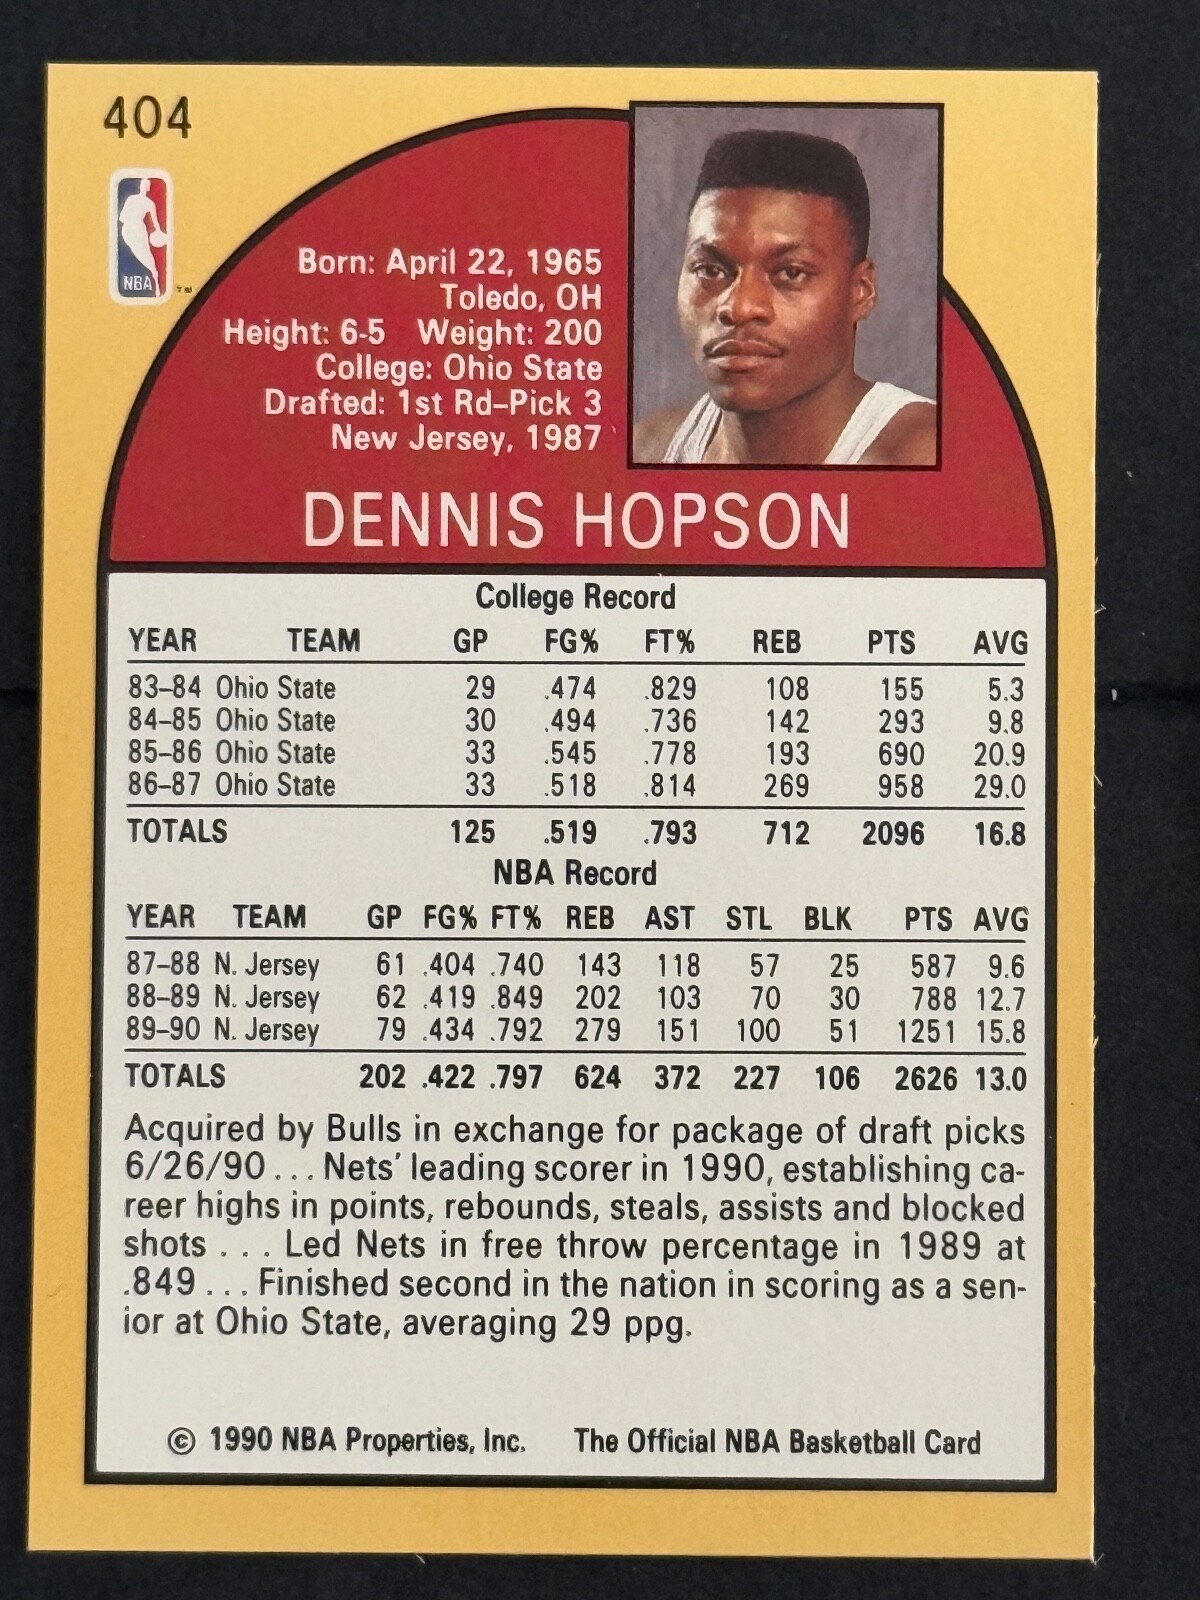 404
NBA
TM
Born: April 22, 1965
Toledo, OH
Height: 6-5 Weight: 200
College: Ohio State
Drafted: 1st Rd-Pick 3
New Jersey, 1987
DENNIS HOPSON
College Record
YEAR TEAM GP FG% FT% REB PTS AVG
83-84 Ohio State 29 .474 .829 108 155 5.3
84-85 Ohio State 30 .494 .736 142 293 9.8
85-86 Ohio State 33 .545 .778 193 690 20.9
86-87 Ohio State 33 .518 .814 269 958 29.0
TOTALS 125 .519 .793 712 2096 16.8
NBA Record
YEAR TEAM GP FG% FT% REB AST STL BLK PTS AVG
87-88 N. Jersey 61 .404 .740 143 118 57 25 587 9.6
88-89 N. Jersey 62 .419 .849 202 103 70 30 788 12.7
89-90 N. Jersey 79 .434 .792 279 151 100 51 1251 15.8
TOTALS 202 .422 .797 624 372 227 106 2626 13.0
Acquired by Bulls in exchange for package of draft picks
6/26/90 ... Nets' leading scorer in 1990, establishing ca-
reer highs in points, rebounds, steals, assists and blocked
shots . . . Led Nets in free throw percentage in 1989 at
.849 ... Finished second in the nation in scoring as a sen-
ior at Ohio State, averaging 29 ppg.
© 1990 NBA Properties, Inc. The Official NBA Basketball Card